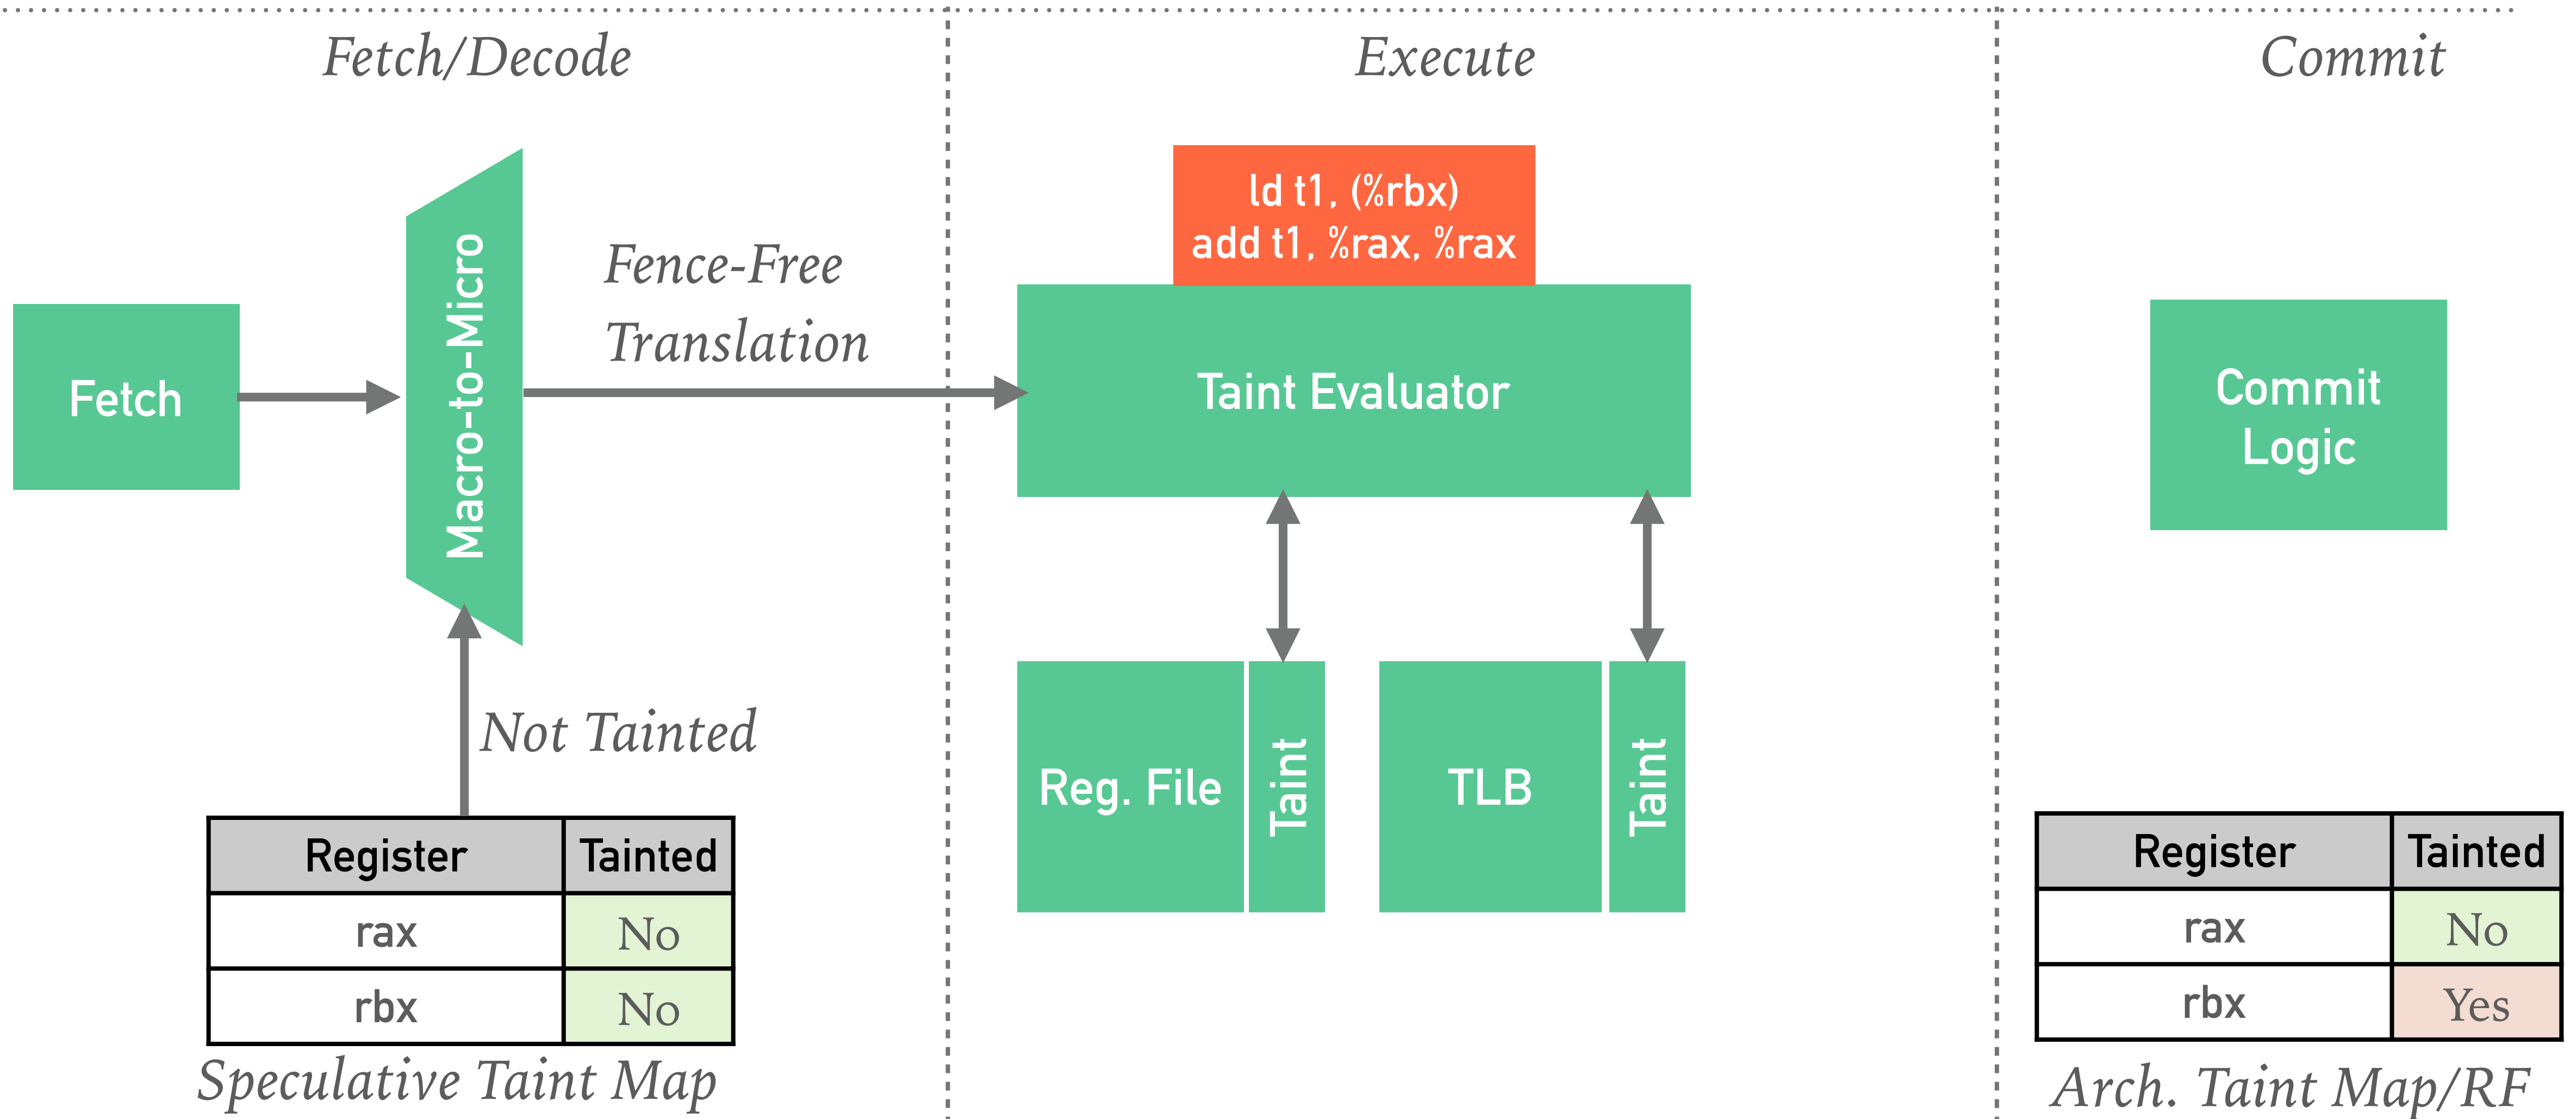 Fetch/Decode
Execute
Commit
Fetch
Macro-to-Micro
Fence-Free
Translation
ld t1, (%rbx)
add t1, %rax, %rax
Taint Evaluator
Commit
Logic
Not Tainted
Reg. File
Taint
TLB
Taint
Register Tainted
rax No
rbx No
Speculative Taint Map
Register Tainted
rax No
rbx Yes
Arch. Taint Map/RF